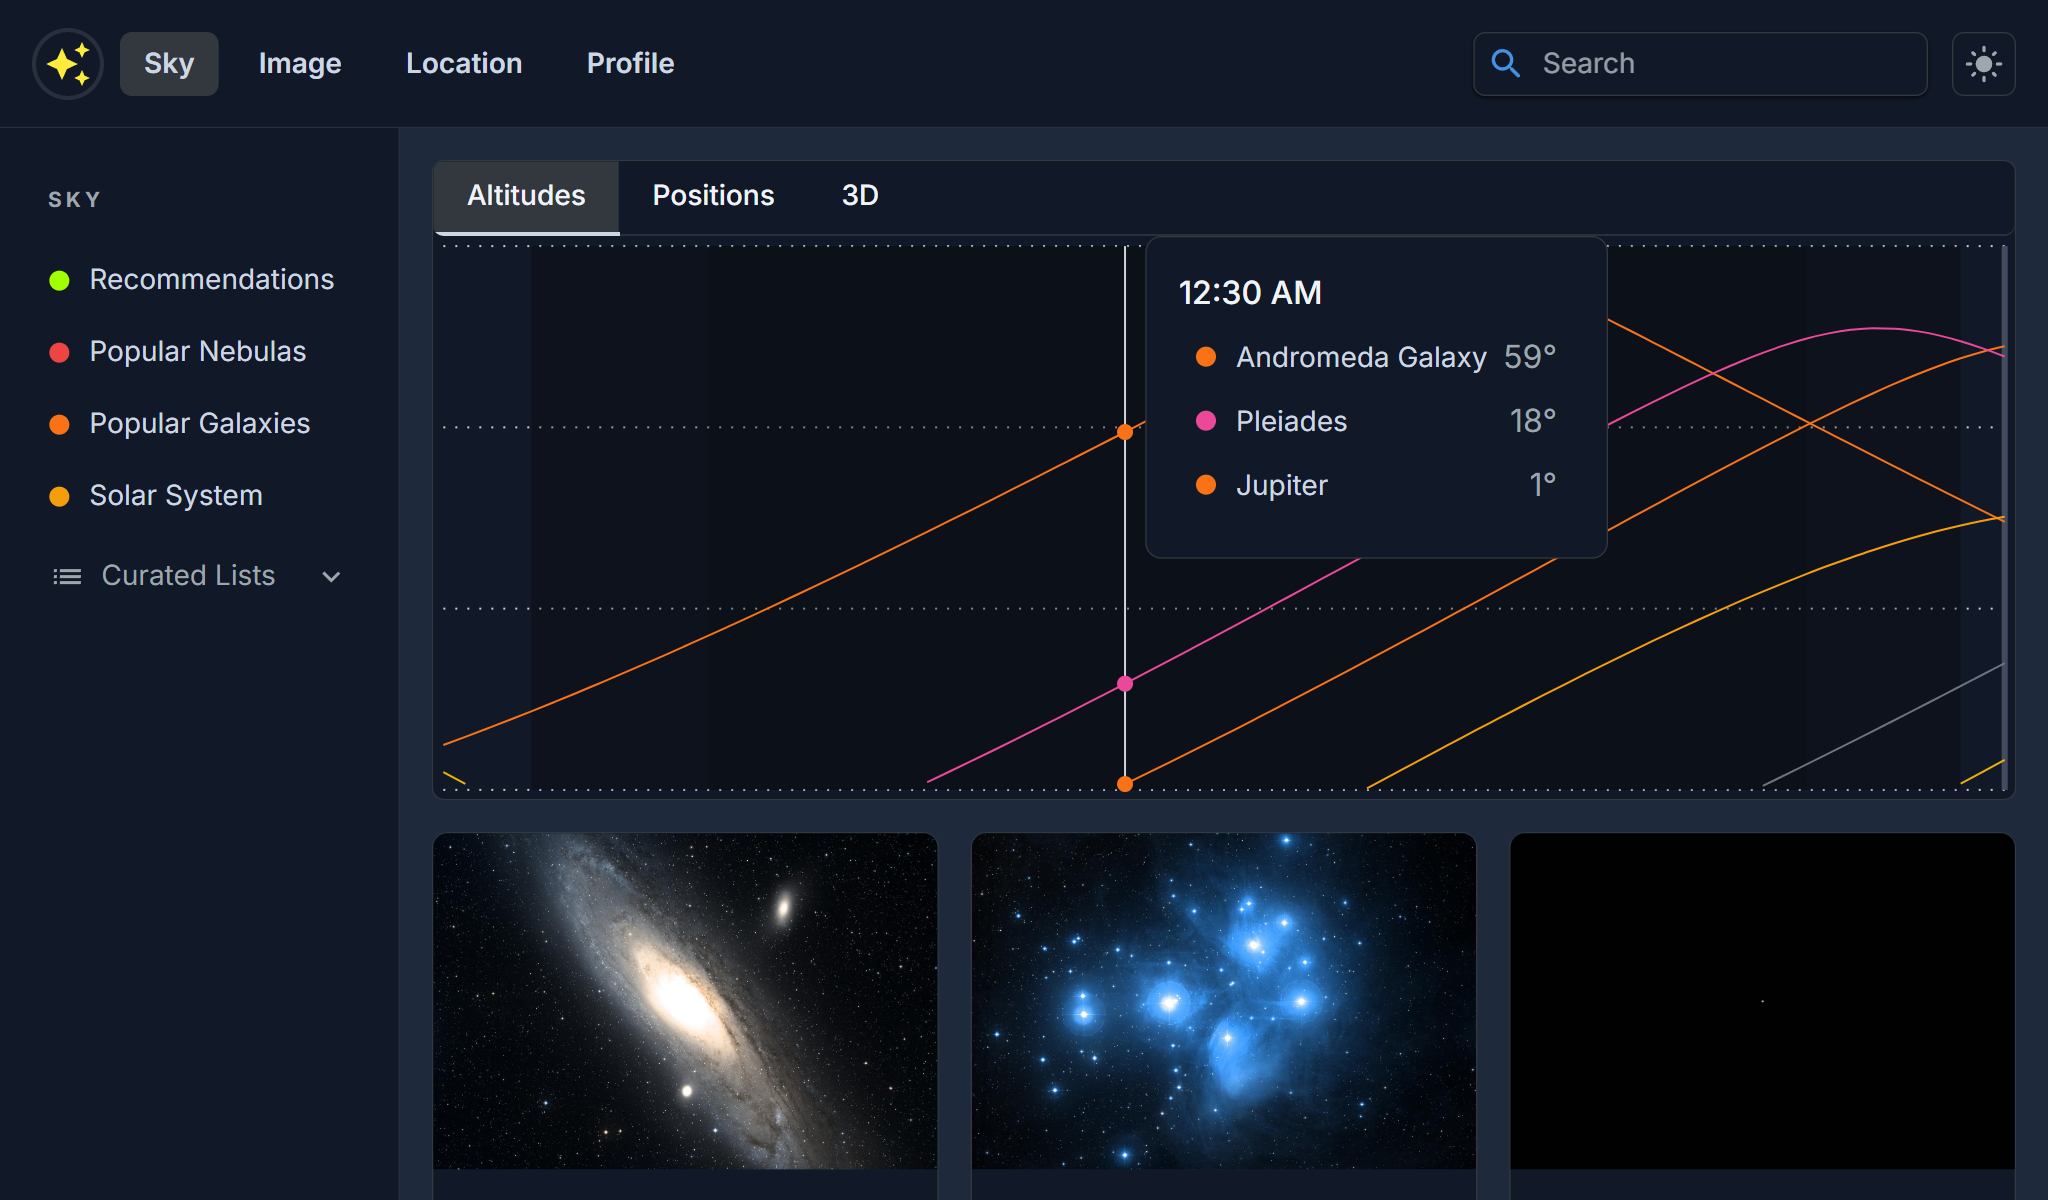 Sky
Image
Location
Profile
Search
SKY
Recommendations
Popular Nebulas
Popular Galaxies
Solar System
Curated Lists
Altitudes
Positions
3D
12:30 AM
Andromeda Galaxy 59°
Pleiades 18°
Jupiter 1°